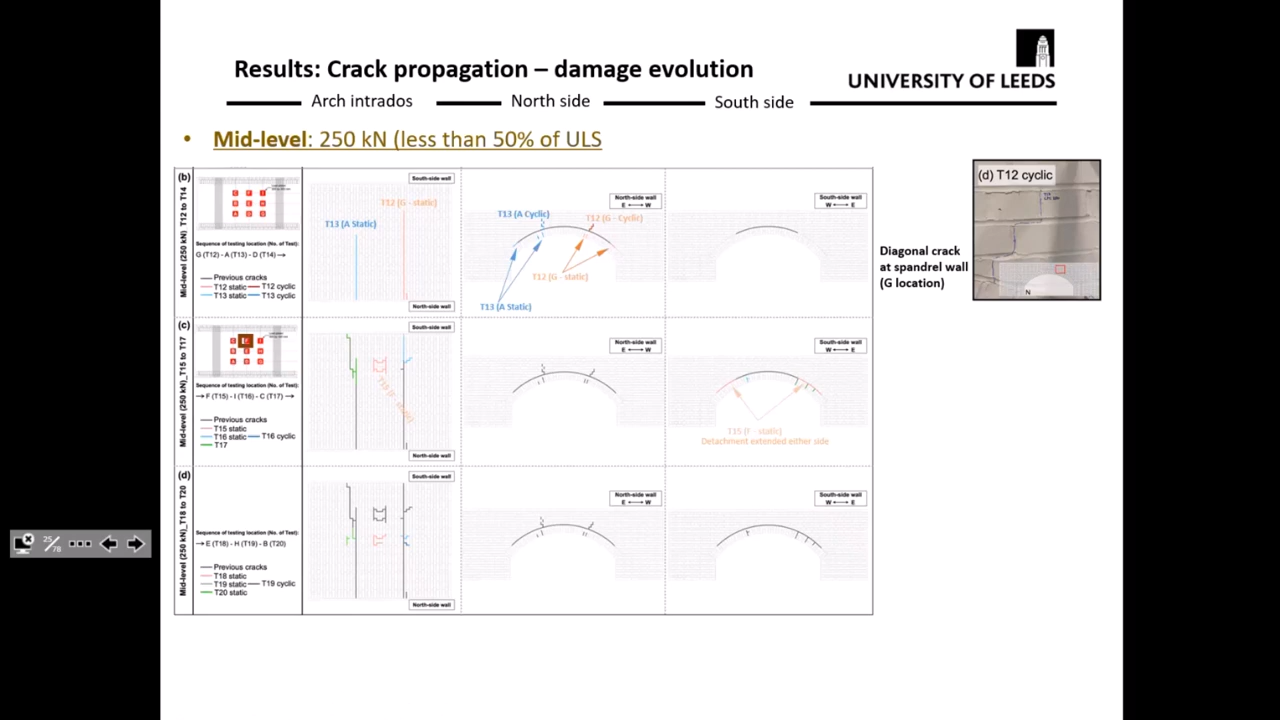 Results: Crack propagation – damage evolution
UNIVERSITY OF LEEDS
Arch intrados
North side
South side
• Mid-level: 250 kN (less than 50% of ULS
(b)
Mid-level (250 kN)_T12 to T14
Sequence of testing location (No. of Test):
G (T12) - A (T13) - D (T14)
Previous cracks
T12 static
T12 cyclic
T13 static
T13 cyclic
South-side wall
T12 (G - static)
T13 (A Static)
North-side wall
North-side wall
E W
T13 (A Cyclic)
T12 (G - Cyclic)
T12 (G - static)
T13 (A Static)
South-side wall
W E
(d) T12 cyclic
N
Diagonal crack
at spandrel wall
(G location)
(c)
Mid-level (250 kN)_T15 to T17
Sequence of testing location (No. of Test):
F (T15) - I (T16) - C (T17)
Previous cracks
T15 static
T16 static
T16 cyclic
T17
South-side wall
T15 (F - static)
North-side wall
North-side wall
E W
South-side wall
W E
T15 (F - static)
Detachment extended either side
(d)
Mid-level (250 kN)_T18 to T20
Sequence of testing location (No. of Test):
E (T18) - H (T19) - B (T20)
Previous cracks
T18 static
T19 static
T19 cyclic
T20 static
South-side wall
North-side wall
North-side wall
E W
South-side wall
W E
25/78